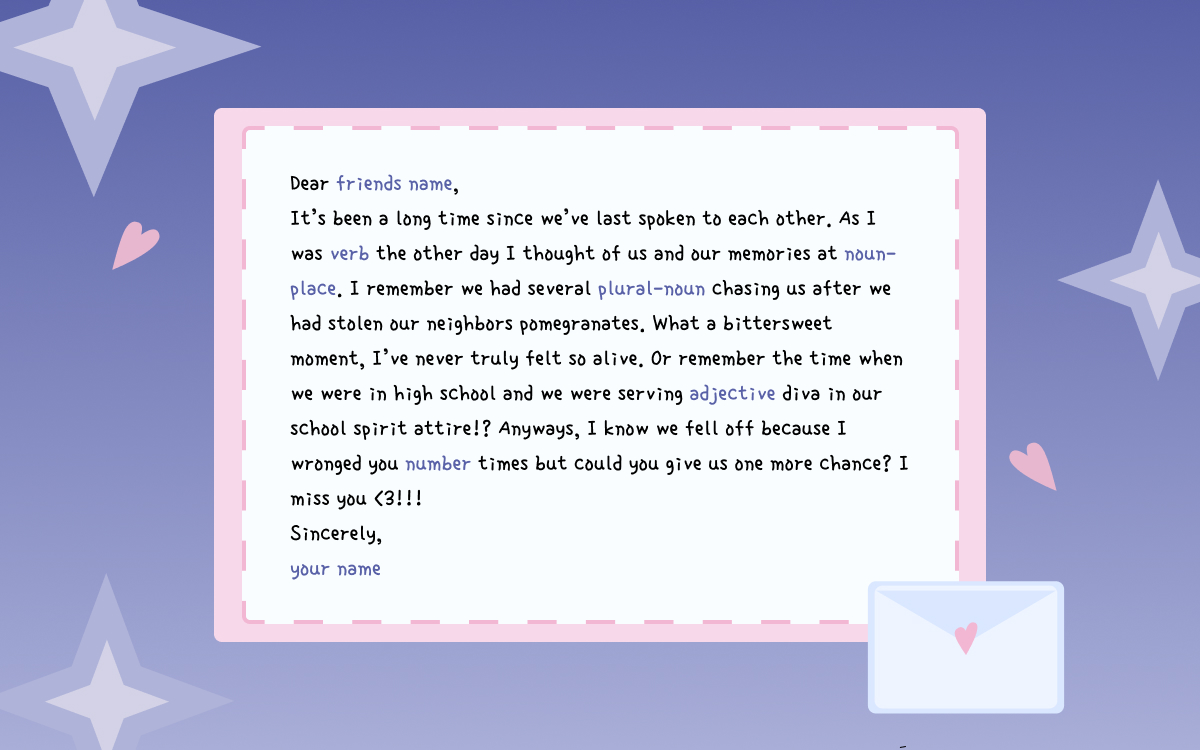 Dear friends name,
It's been a long time since we've last spoken to each other. As I
was verb the other day I thought of us and our memories at noun-
place. I remember we had several plural-noun chasing us after we
had stolen our neighbors pomegranates. What a bittersweet
moment, I've never truly felt so alive. Or remember the time when
we were in high school and we were serving adjective diva in our
school spirit attire!? Anyways, I know we fell off because I
wronged you number times but could you give us one more chance? I
miss you <3!!!
Sincerely,
your name